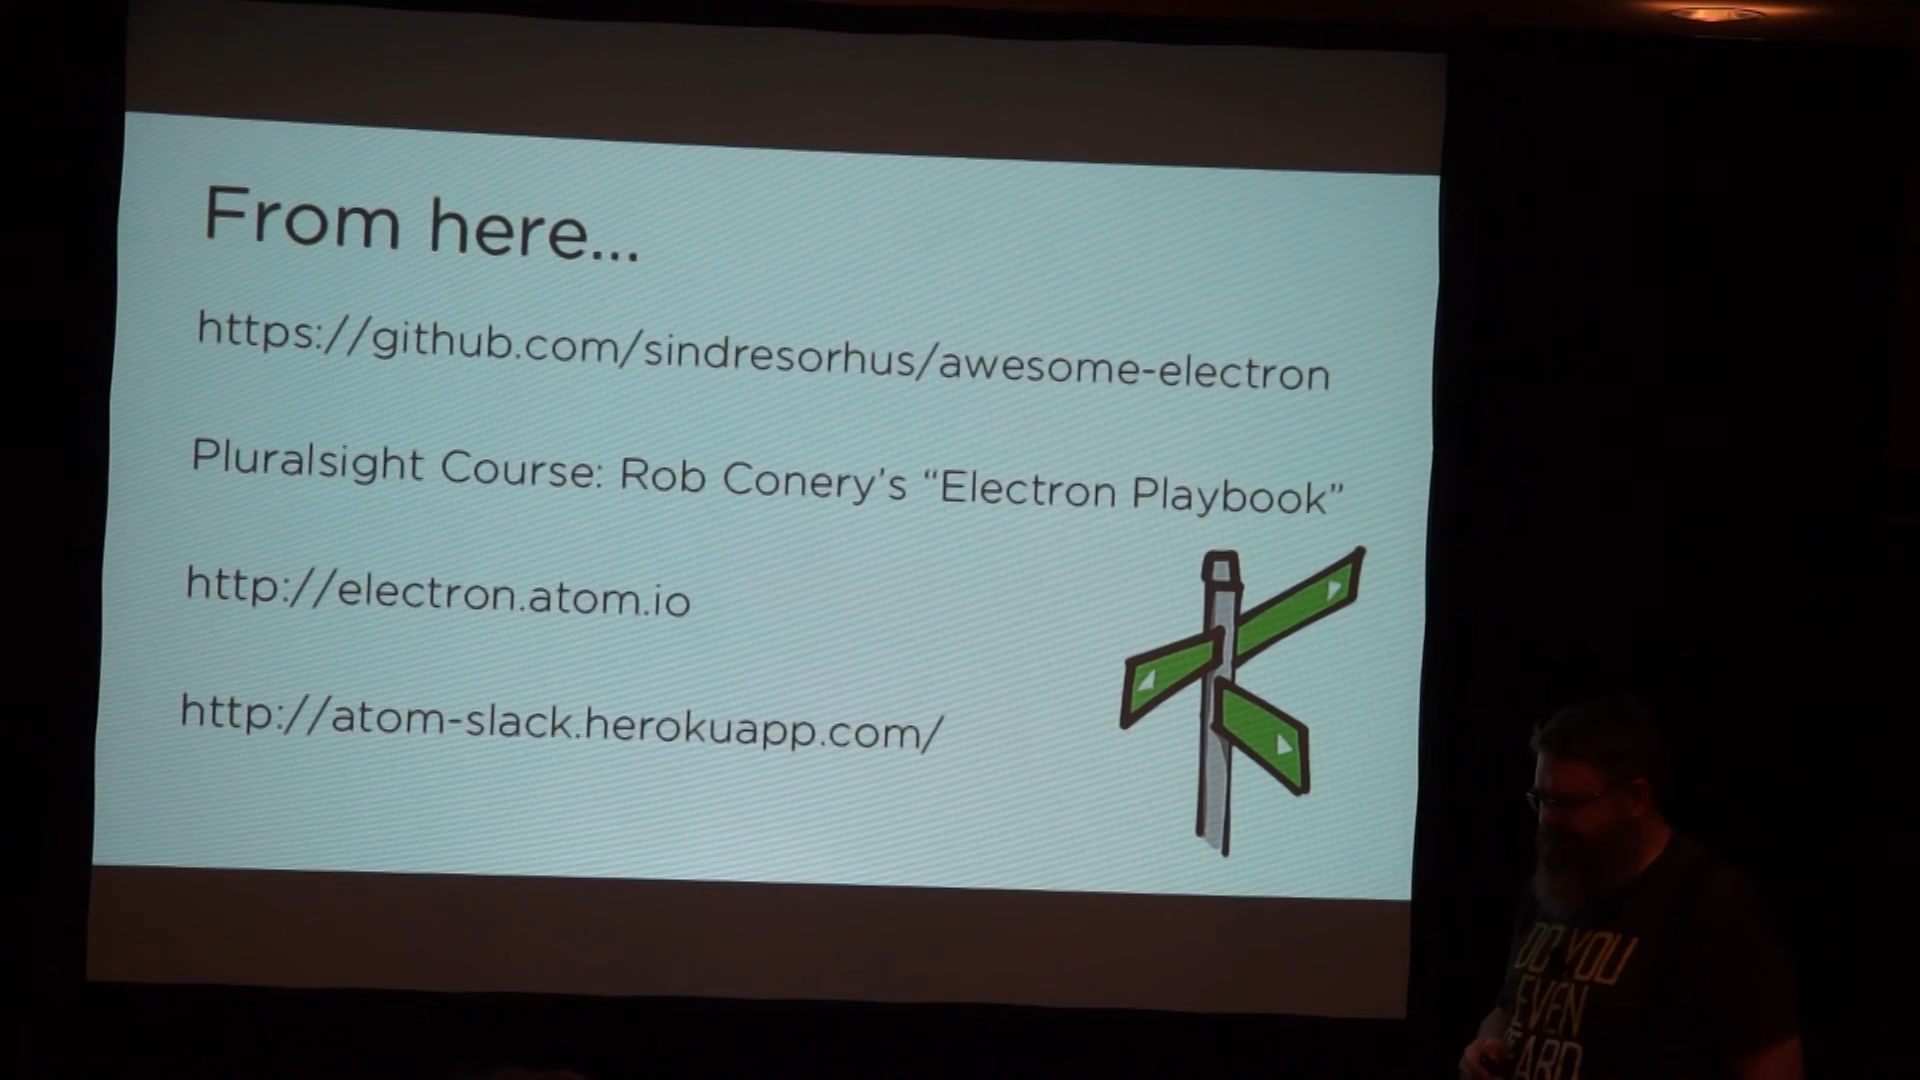 From here...
https://github.com/sindresorhus/awesome-electron
Pluralsight Course: Rob Conery’s “Electron Playbook”
http://electron.atom.io
http://atom-slack.herokuapp.com/
DO YOU
EVEN